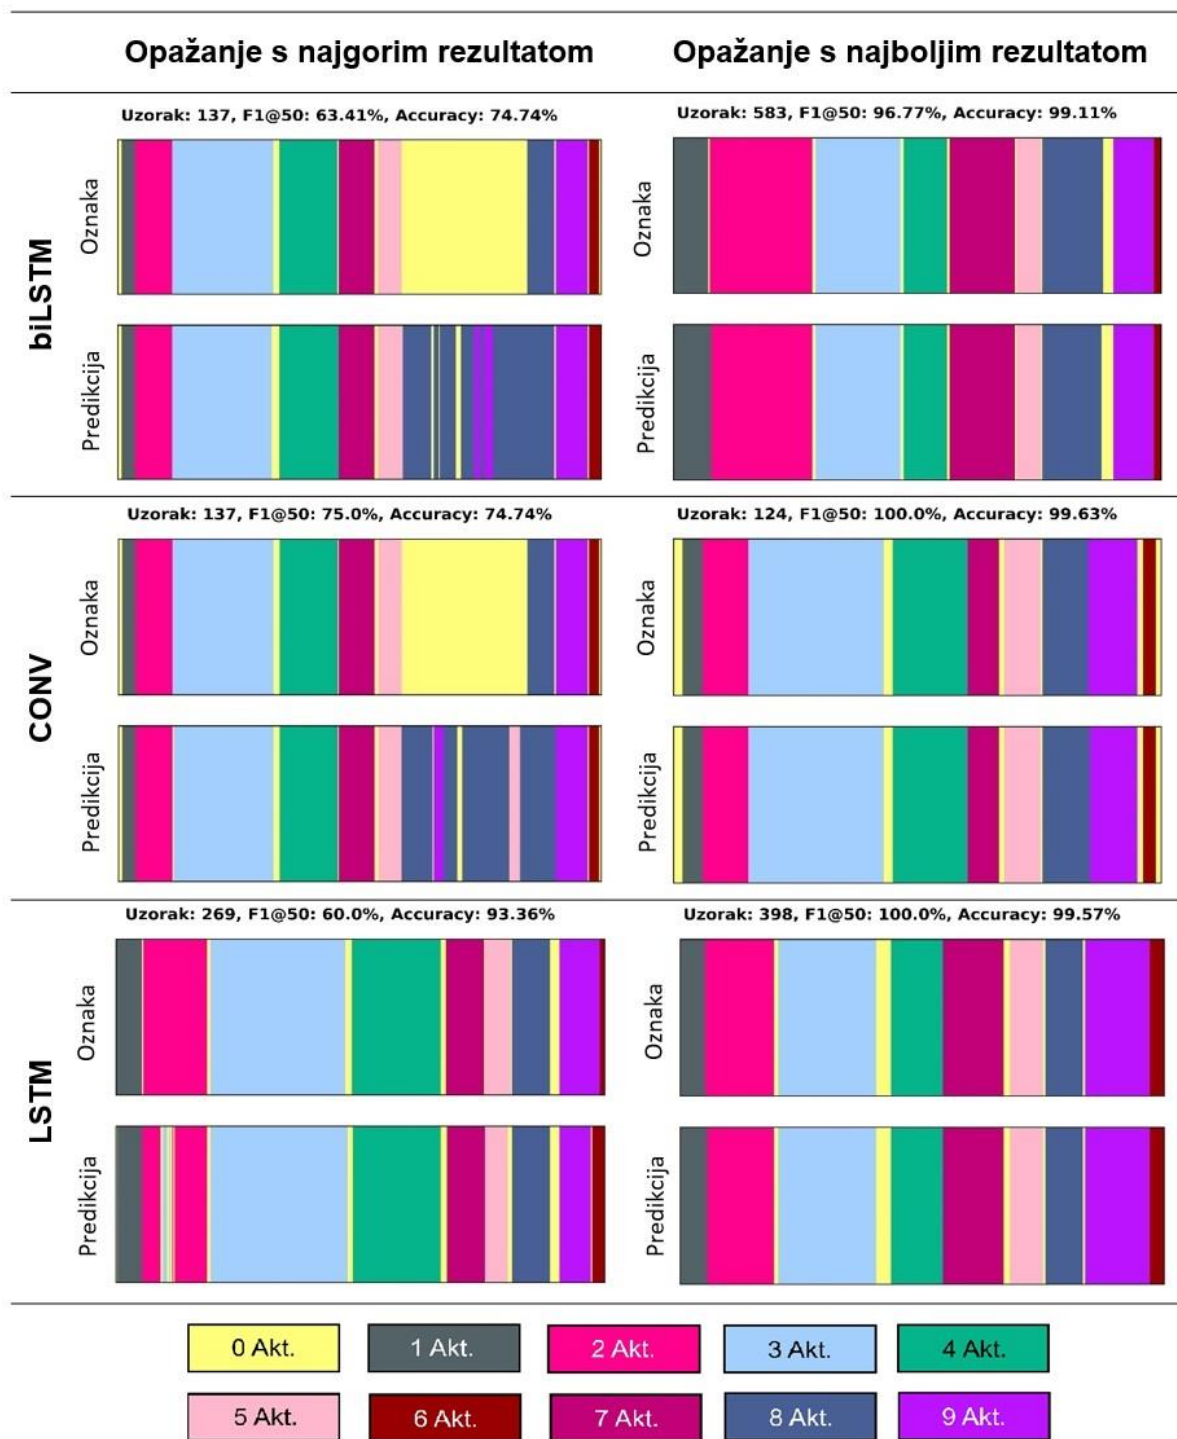 Opažanje s najgorim rezultatom
Opažanje s najboljim rezultatom
biLSTM
Uzorak: 137, F1@50: 63.41%, Accuracy: 74.74%
Oznaka
Predikcija
Uzorak: 583, F1@50: 96.77%, Accuracy: 99.11%
Oznaka
Predikcija
CONV
Uzorak: 137, F1@50: 75.0%, Accuracy: 74.74%
Oznaka
Predikcija
Uzorak: 124, F1@50: 100.0%, Accuracy: 99.63%
Oznaka
Predikcija
LSTM
Uzorak: 269, F1@50: 60.0%, Accuracy: 93.36%
Oznaka
Predikcija
Uzorak: 398, F1@50: 100.0%, Accuracy: 99.57%
Oznaka
Predikcija
0 Akt.
1 Akt.
2 Akt.
3 Akt.
4 Akt.
5 Akt.
6 Akt.
7 Akt.
8 Akt.
9 Akt.